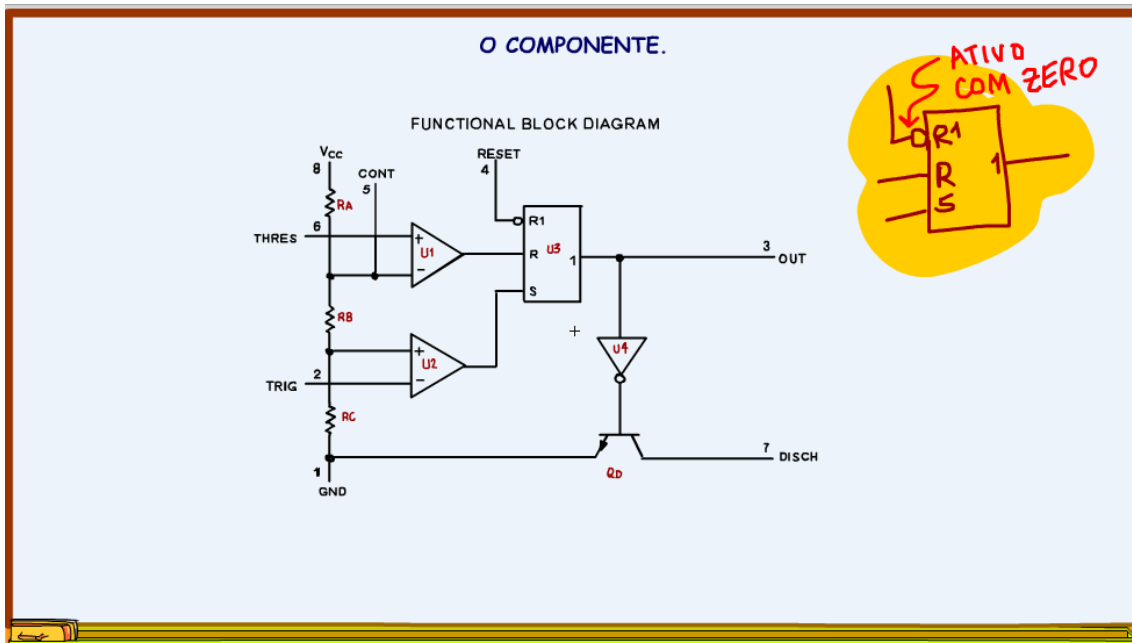 O COMPONENTE.
ATIVO
COM ZERO
R1
R
S
1
FUNCTIONAL BLOCK DIAGRAM
VCC
8
RESET
4
CONT
5
RA
6
THRES
+
U1
-
R1
R
U3
1
S
3
OUT
RB
+
U2
-
U4
2
TRIG
RC
7
DISCH
QD
1
GND